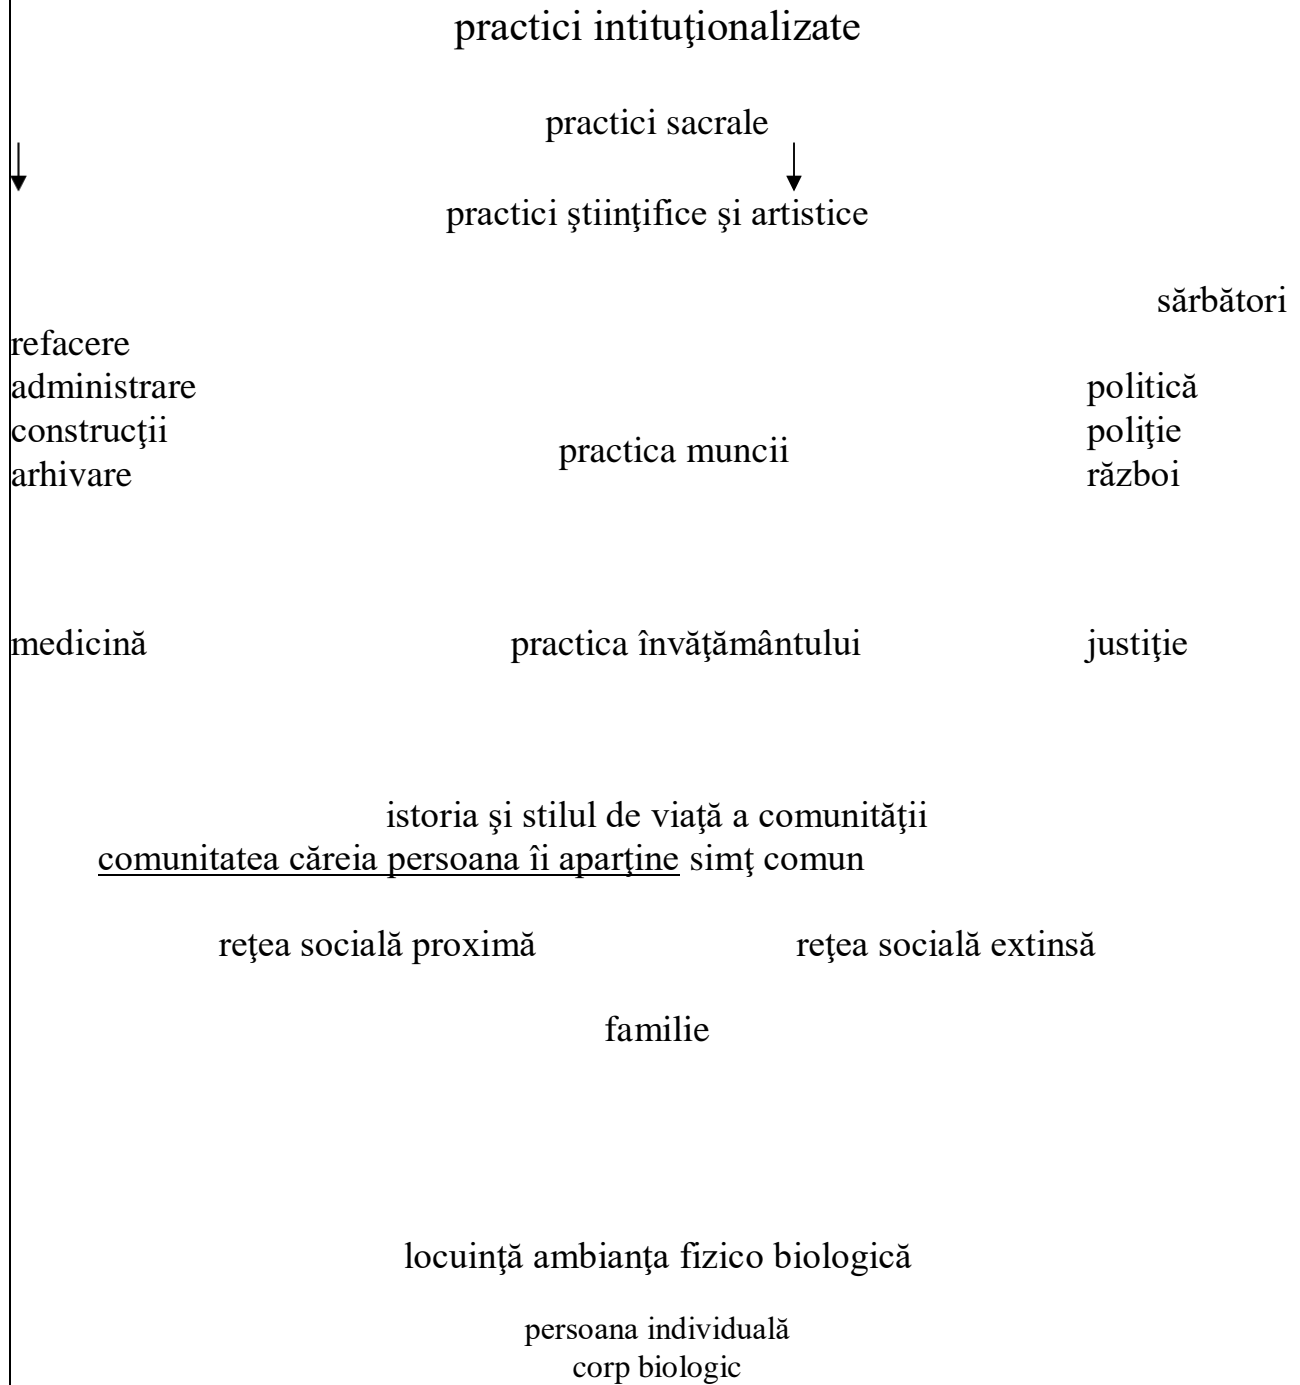 practici intituţionalizate
practici sacrale
practici ştiinţifice şi artistice
sărbători
refacere
administrare
construcţii
arhivare
practica muncii
politică
poliţie
război
medicină
practica învăţământului
justiţie
istoria şi stilul de viaţă a comunităţii
comunitatea căreia persoana îi aparţine simţ comun
reţea socială proximă
reţea socială extinsă
familie
locuinţă ambianţa fizico biologică
persoana individuală
corp biologic